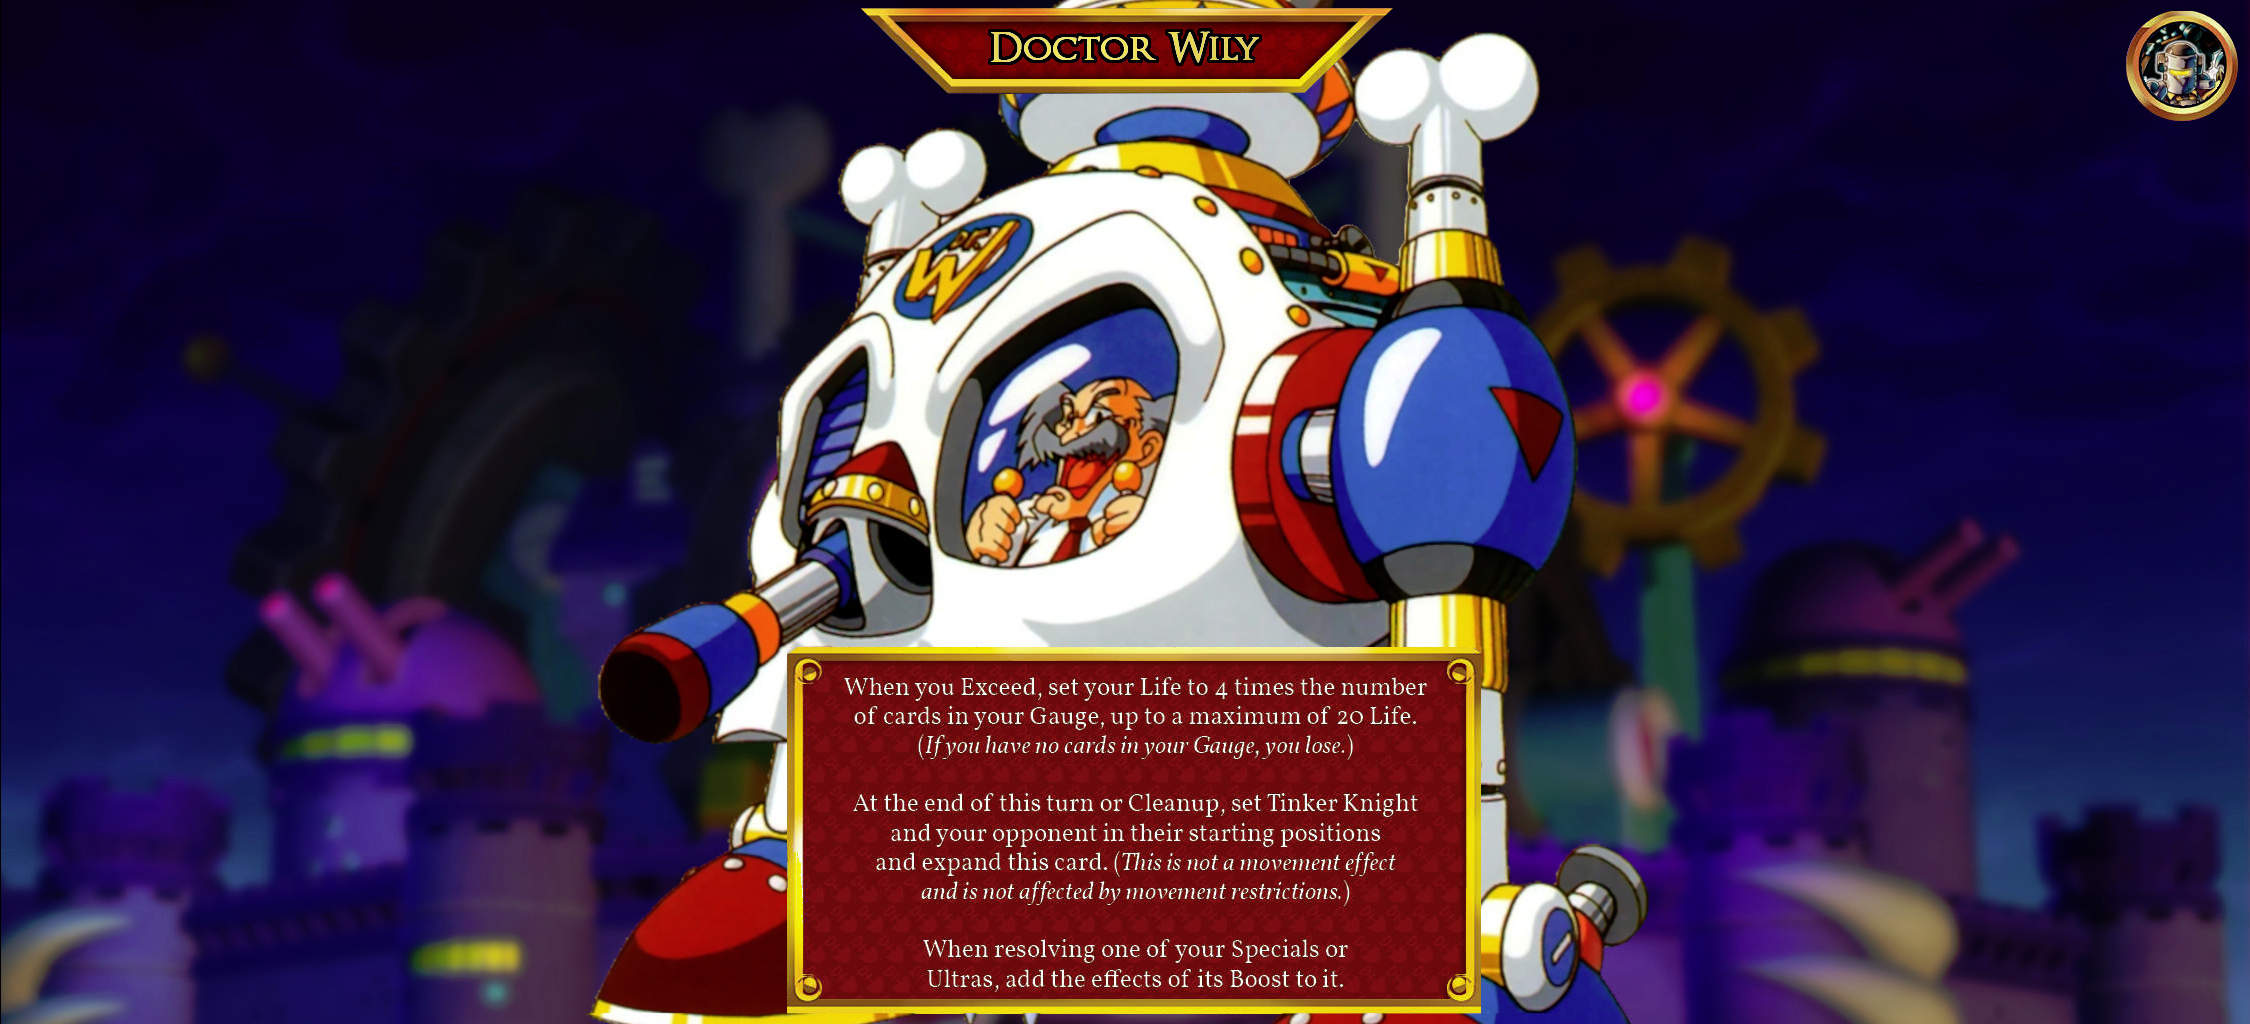 Doctor Wily
Dr. W
When you Exceed, set your Life to 4 times the number
of cards in your Gauge, up to a maximum of 20 Life.
(If you have no cards in your Gauge, you lose.)
At the end of this turn or Cleanup, set Tinker Knight
and your opponent in their starting positions
and expand this card. (This is not a movement effect
and is not affected by movement restrictions.)
When resolving one of your Specials or
Ultras, add the effects of its Boost to it.